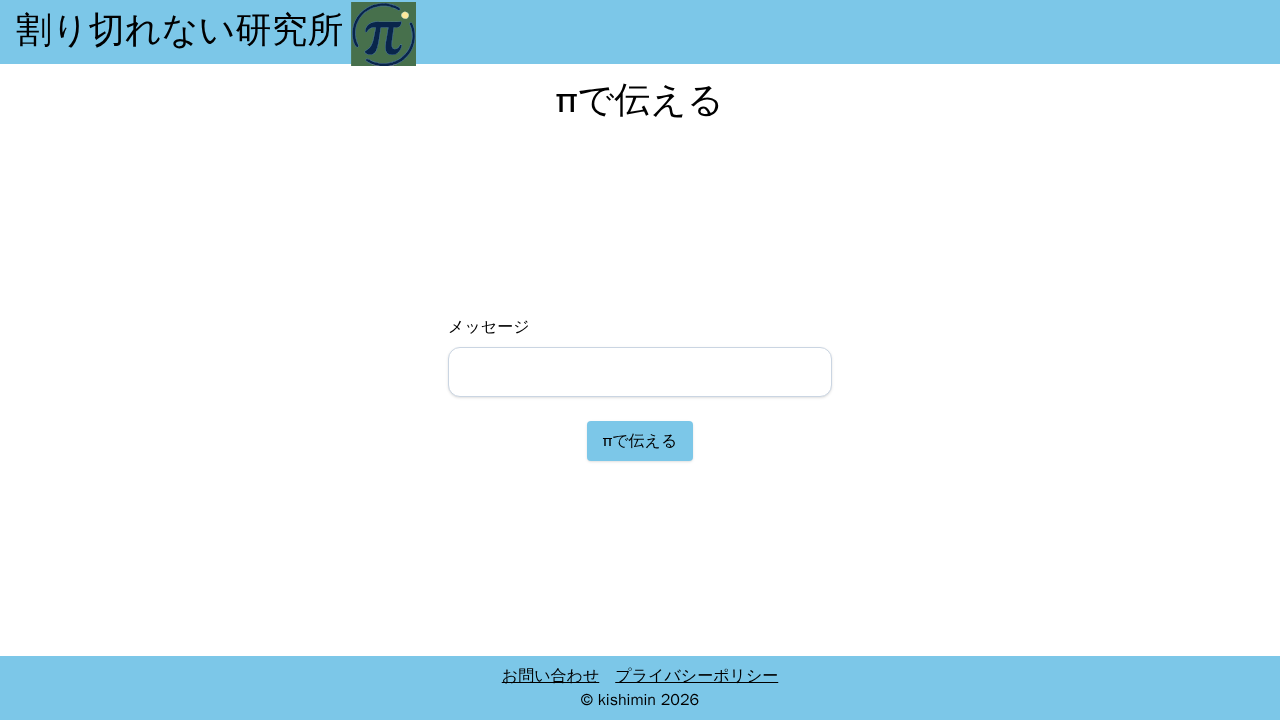 割り切れない研究所 π
πで伝える
メッセージ
πで伝える
お問い合わせ プライバシーポリシー
© kishimin 2026